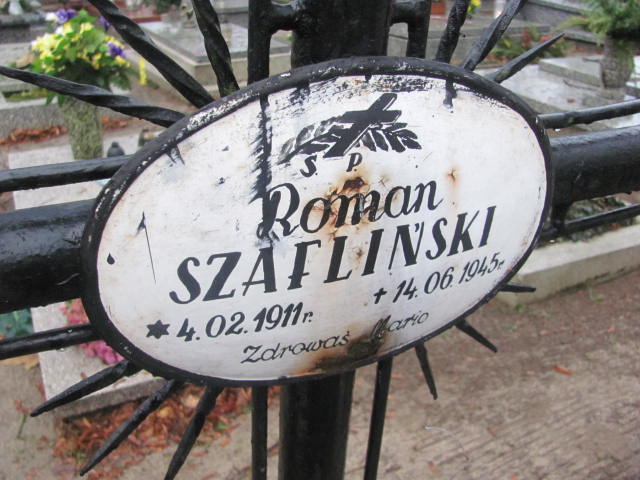 Ś P
Roman
SZAFLIŃSKI
* 4.02.1911r. + 14.06.1945r.
Zdrowaś Mario